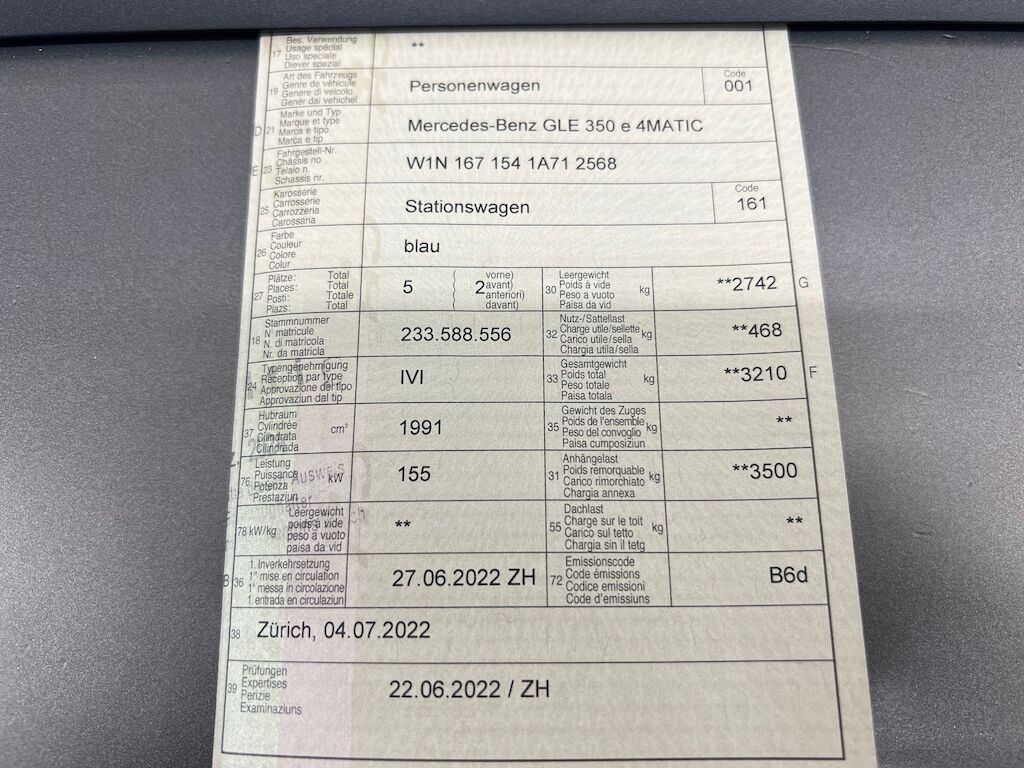 17 Bes. Verwendung
Usage spécial
Uso speciale
Diever spezial
**
19 Art des Fahrzeugs
Genre de véhicule
Genere di veicolo
Gener dal vehichel
Personenwagen
Code
001
D 21 Marke und Typ
Marque et type
Marca e tipo
Marca e tip
Mercedes-Benz GLE 350 e 4MATIC
E 23 Fahrgestell-Nr.
Châssis no
Telaio n.
Schassis nr.
W1N 167 154 1A71 2568
25 Karosserie
Carrosserie
Carrozzeria
Carossaria
Stationswagen
Code
161
26 Farbe
Couleur
Colore
Colur
blau
27 Plätze: Total
Places: Total
Posti: Totale
Plazs: Total
5
( 2 vorne)
avant)
anteriori)
davant)
30 Leergewicht
Poids à vide
Peso a vuoto
Paisa da vid
kg
**2742 G
18 Stammnummer
N° matricule
N. di matricola
Nr. da matricla
233.588.556
32 Nutz-/Sattellast
Charge utile/sellette
Carico utile/sella
Chargia utila/sella
kg
**468
24 Typengenehmigung
Réception par type
Approvazione del tipo
Approvaziun dal tip
IVI
33 Gesamtgewicht
Poids total
Peso totale
Paisa totala
kg
**3210 F
37 Hubraum
Cylindrée
Cilindrata
Cilindrada
cm³
1991
35 Gewicht des Zuges
Poids de l'ensemble
Peso del convoglio
Paisa cumposiziun
kg
**
76 Leistung
Puissance
Potenza
Prestaziun
kW
155
31 Anhängelast
Poids remorquable
Carico rimorchiato
Chargia annexa
kg
**3500
78 kW/kg Leergewicht
poids à vide
peso a vuoto
paisa da vid
**
55 Dachlast
Charge sur le toit
Carico sul tetto
Chargia sin il tetg
kg
**
B 36 1. Inverkehrsetzung
1re mise en circulation
1a messa in circolazione
1. entrada en circulaziun
27.06.2022 ZH
72 Emissionscode
Code émissions
Codice emissioni
Code d'emissiuns
B6d
38 Zürich, 04.07.2022
39 Prüfungen
Expertises
Perizie
Examinaziuns
22.06.2022 / ZH
AUSWEIS